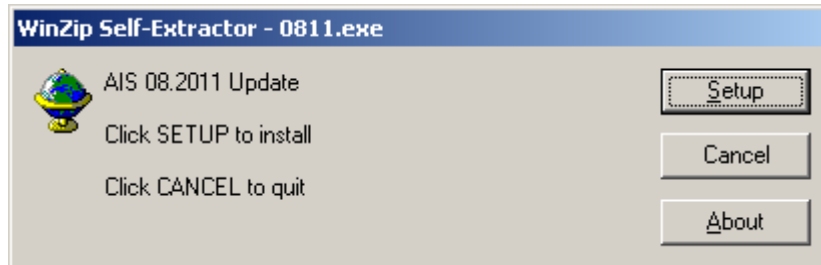 WinZip Self-Extractor - 0811.exe
AIS 08.2011 Update
Setup
Click SETUP to install
Cancel
Click CANCEL to quit
About